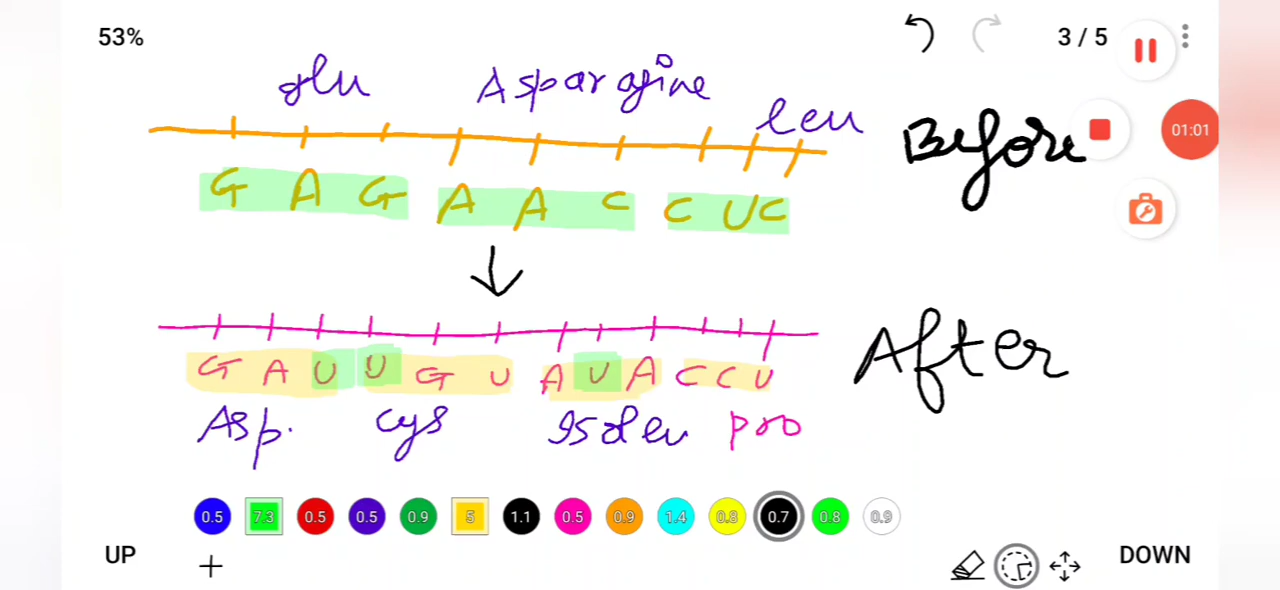 53%
3 / 5
glu Asparagine leu
Before
01:01
G A G A A C C U C
G A U U G U A U A C C U
After
Asp. Cys Isoleu pro
0.5 7.3 0.5 0.5 0.9 5 1.1 0.5 0.9 1.4 0.8 0.7 0.8 0.9
UP
DOWN